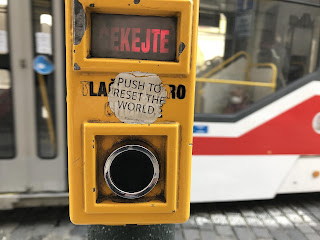 EKEJTE
PUSH TO
RESET THE
WORLD.